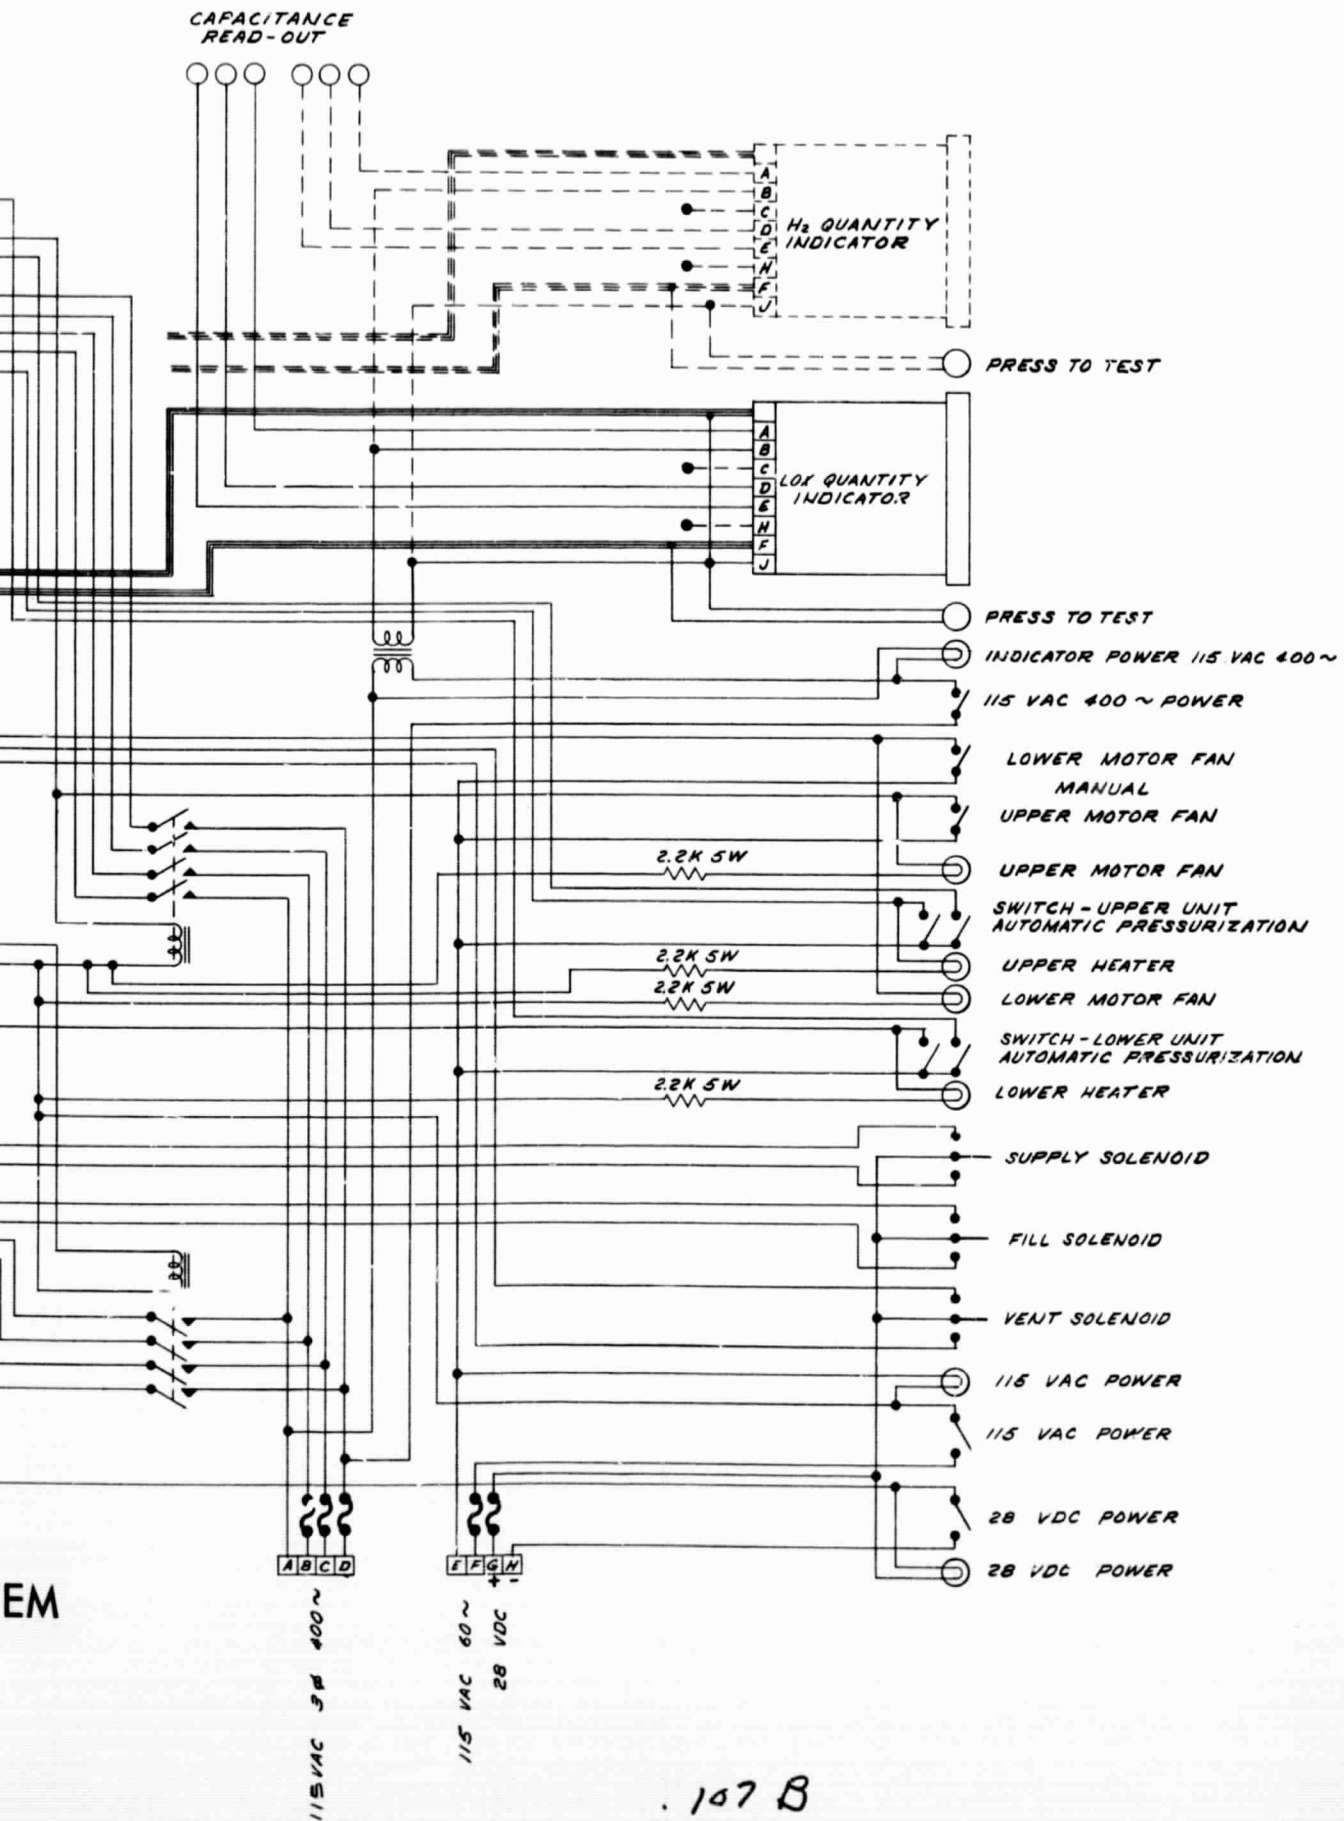 CAPACITANCE
READ-OUT
A
B
C
D
E
H
F
J
H2 QUANTITY
INDICATOR
PRESS TO TEST
A
B
C
D
E
H
F
J
LOX QUANTITY
INDICATOR
PRESS TO TEST
INDICATOR POWER 115 VAC 400~
115 VAC 400~ POWER
LOWER MOTOR FAN
MANUAL
UPPER MOTOR FAN
2.2K 5W
UPPER MOTOR FAN
SWITCH - UPPER UNIT
AUTOMATIC PRESSURIZATION
2.2K 5W
UPPER HEATER
2.2K 5W
LOWER MOTOR FAN
SWITCH - LOWER UNIT
AUTOMATIC PRESSURIZATION
2.2K 5W
LOWER HEATER
SUPPLY SOLENOID
FILL SOLENOID
VENT SOLENOID
115 VAC POWER
115 VAC POWER
28 VDC POWER
28 VDC POWER
A B C D
E F G H
+ -
EM
115VAC 3ø 400~
115 VAC 60~
28 VDC
. 107 B